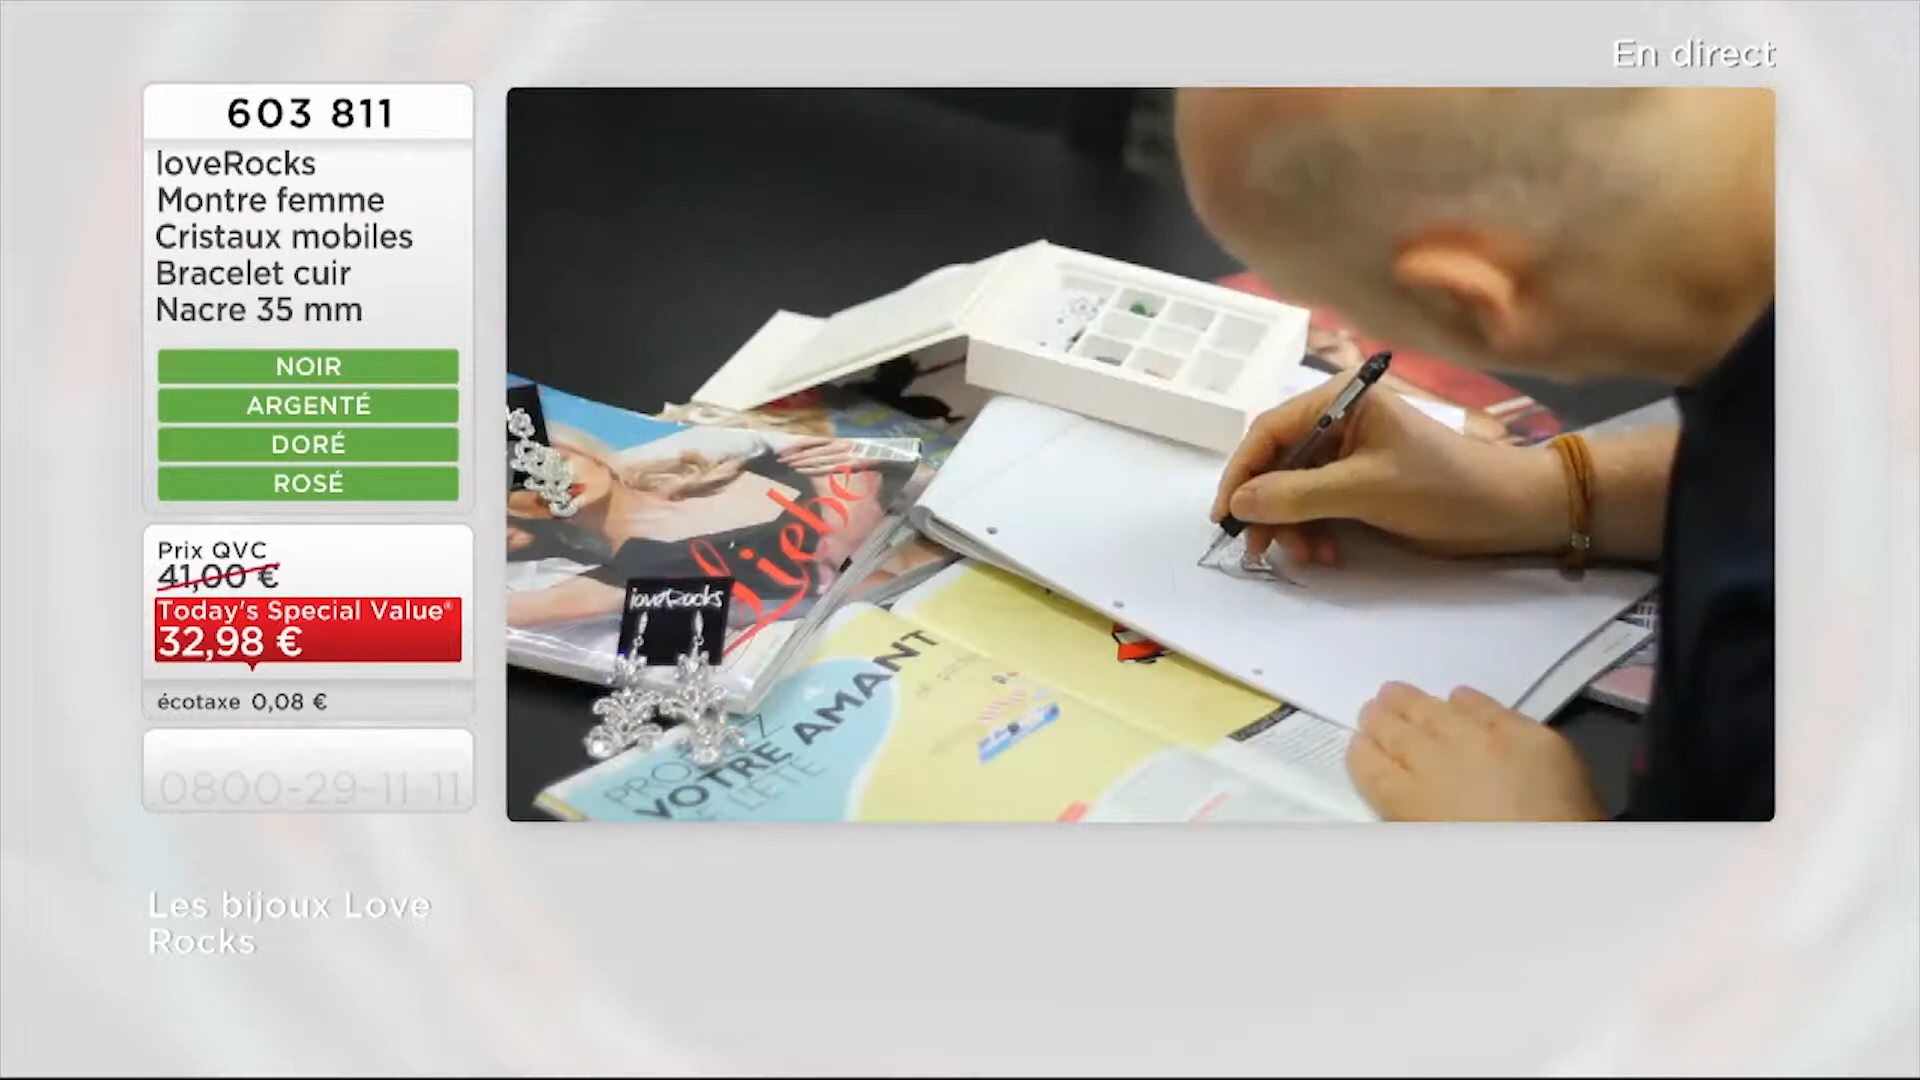 En direct
603 811
loveRocks
Montre femme
Cristaux mobiles
Bracelet cuir
Nacre 35 mm
NOIR
ARGENTÉ
DORÉ
ROSÉ
Prix QVC
41,00 €
Today's Special Value®
32,98 €
écotaxe 0,08 €
0800-29-11-11
Les bijoux Love
Rocks
Liebe
loveRocks
VOTRE AMANT
DE L'ÉTÉ